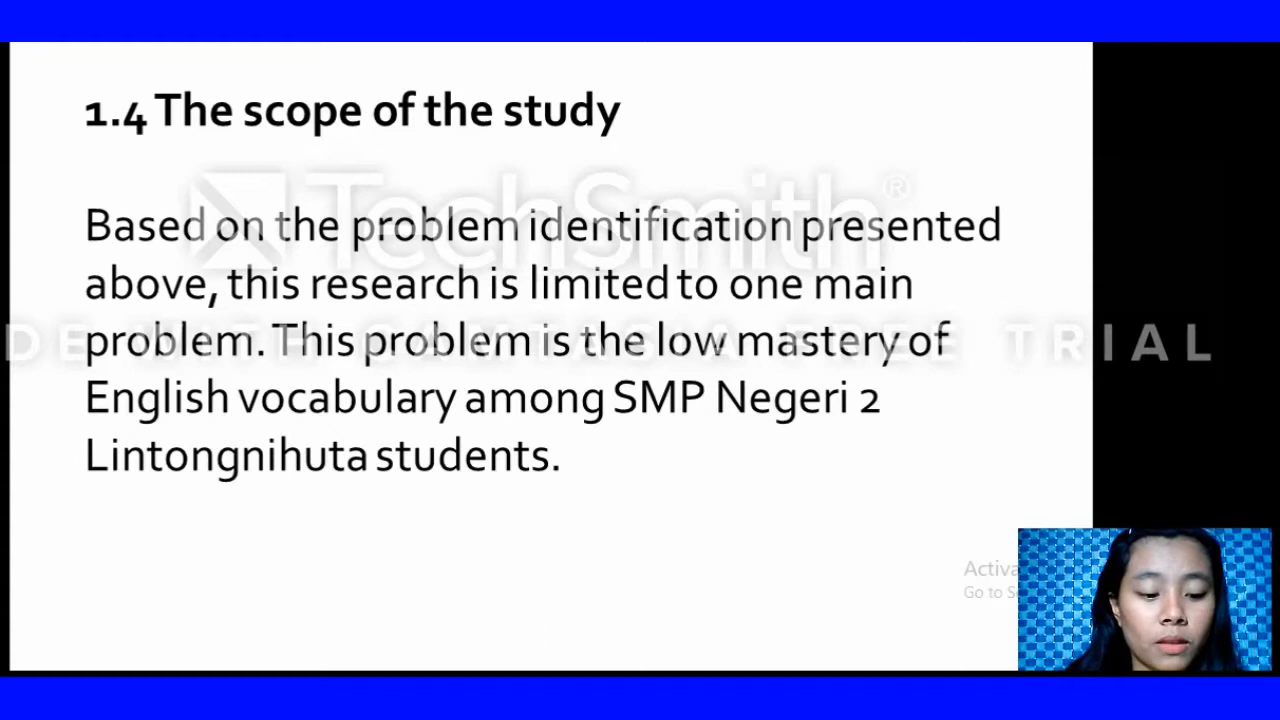 1.4 The scope of the study
TechSmith®
Based on the problem identification presented
above, this research is limited to one main
problem. This problem is the low mastery of
English vocabulary among SMP Negeri 2
Lintongnihuta students.
TRIAL
Go to